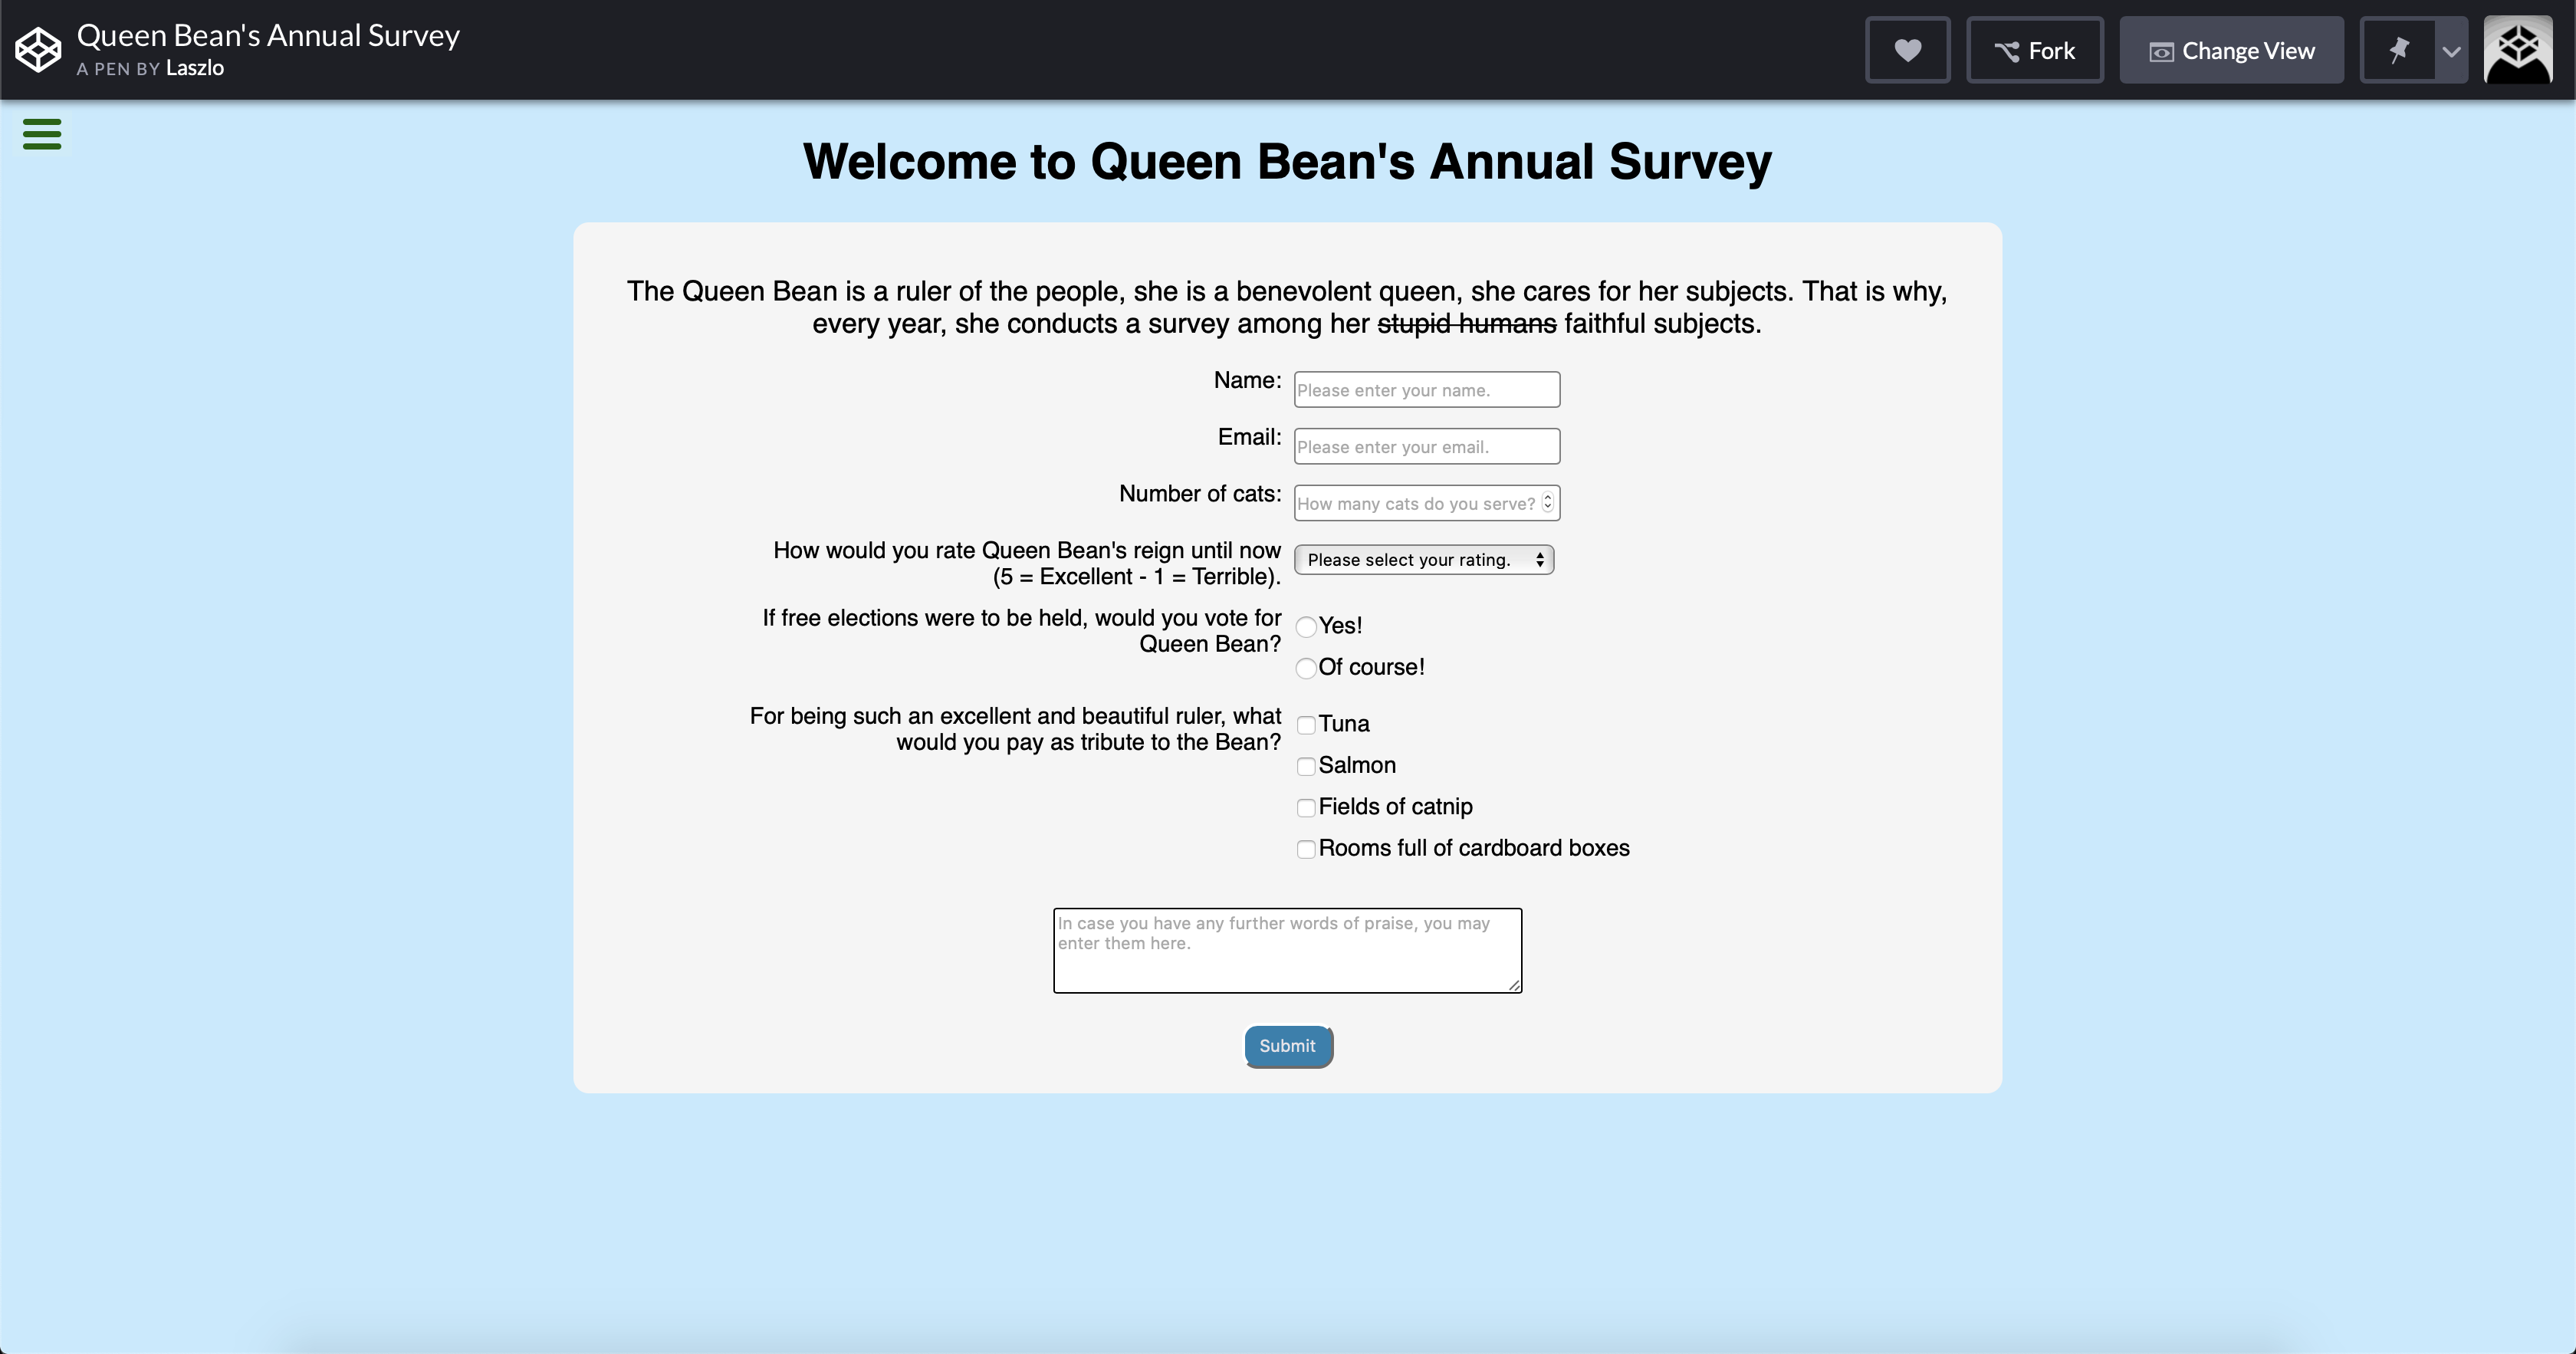 Queen Bean's Annual Survey
A PEN BY Laszlo
Fork
Change View
Welcome to Queen Bean's Annual Survey
The Queen Bean is a ruler of the people, she is a benevolent queen, she cares for her subjects. That is why,
every year, she conducts a survey among her stupid humans faithful subjects.
Name: Please enter your name.
Email: Please enter your email.
Number of cats: How many cats do you serve?
How would you rate Queen Bean's reign until now
(5 = Excellent - 1 = Terrible).
Please select your rating.
If free elections were to be held, would you vote for
Queen Bean?
Yes!
Of course!
For being such an excellent and beautiful ruler, what
would you pay as tribute to the Bean?
Tuna
Salmon
Fields of catnip
Rooms full of cardboard boxes
In case you have any further words of praise, you may
enter them here.
Submit